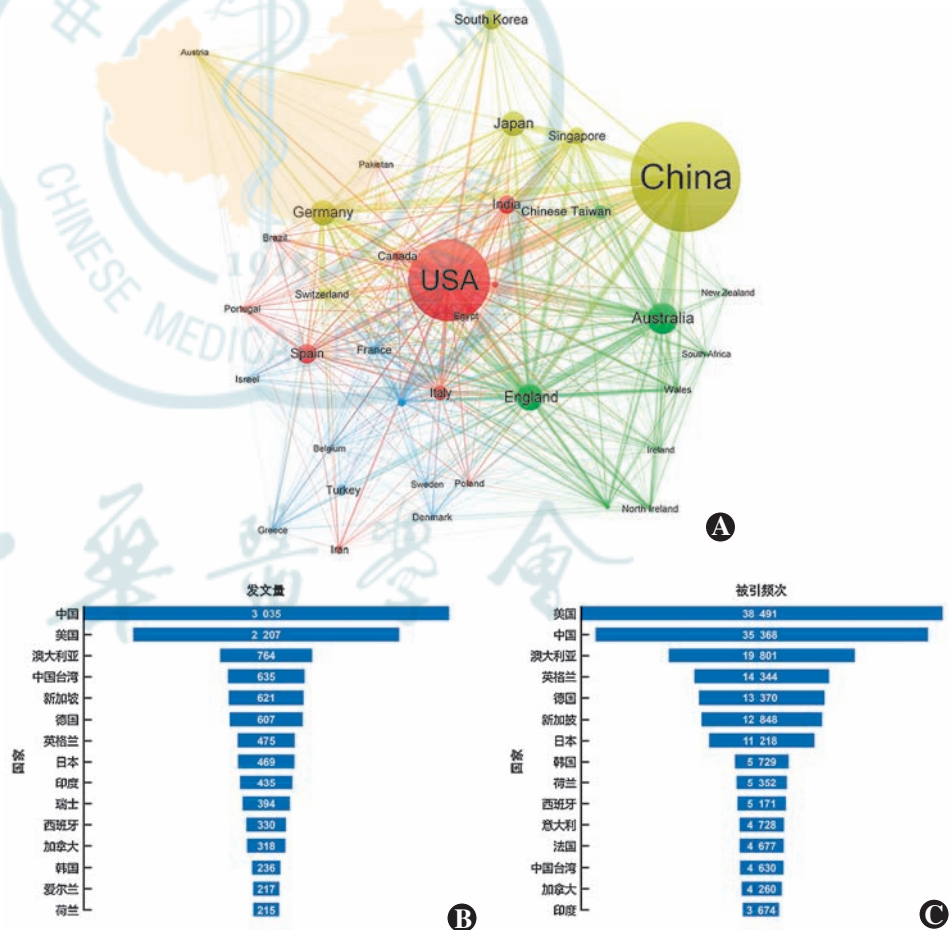 South Korea
Austria
Japan
Singapore
China
Pakistan
India
Chinese Taiwan
Germany
Brazil
Canada
USA
Switzerland
New Zealand
Portugal
Egypt
Australia
France
South Africa
Spain
Israel
Italy
England
Wales
Belgium
Ireland
Turkey
Sweden
Poland
North Ireland
Greece
Denmark
Iran
CHINESE MEDICAL
A
发文量
国家
中国 3 035
美国 2 207
澳大利亚 764
中国台湾 635
新加坡 621
德国 607
英格兰 475
日本 469
印度 435
瑞士 394
西班牙 330
加拿大 318
韩国 236
爱尔兰 217
荷兰 215
B
被引频次
国家
美国 38 491
中国 35 368
澳大利亚 19 801
英格兰 14 344
德国 13 370
新加坡 12 848
日本 11 218
韩国 5 729
荷兰 5 352
西班牙 5 171
意大利 4 728
法国 4 677
中国台湾 4 630
加拿大 4 260
印度 3 674
C